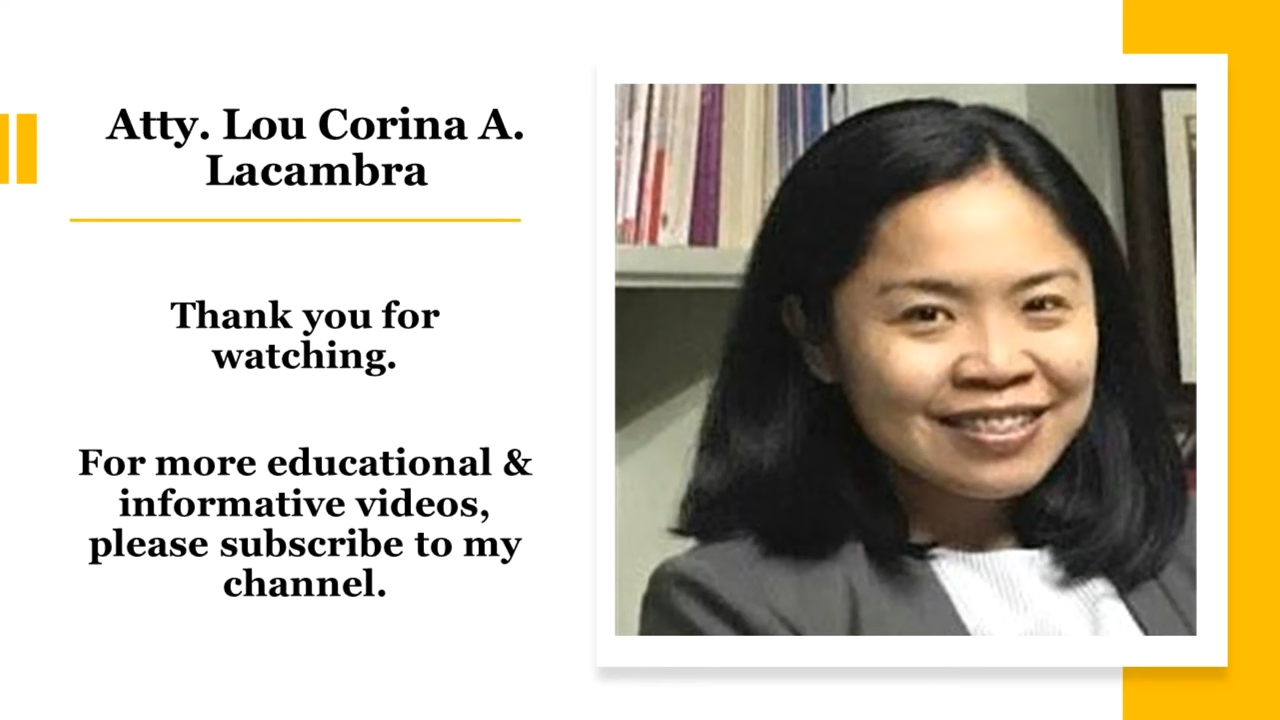 Atty. Lou Corina A.
Lacambra
Thank you for
watching.
For more educational &
informative videos,
please subscribe to my
channel.